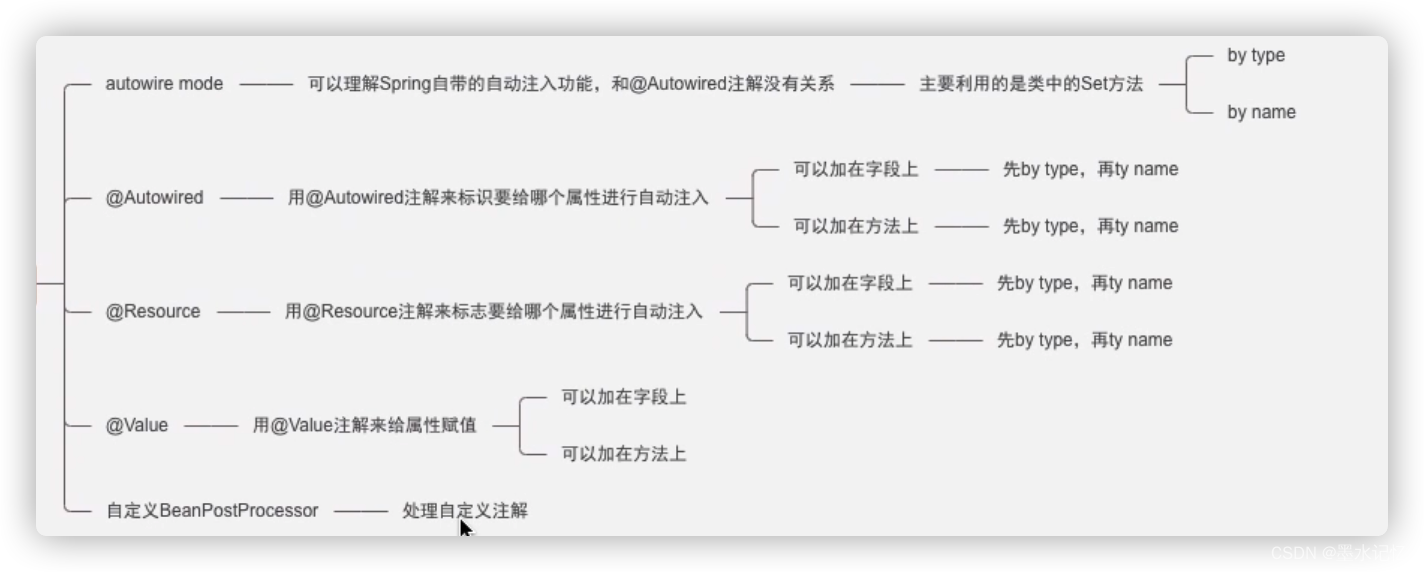 autowire mode 可以理解Spring自带的自动注入功能，和@Autowired注解没有关系 主要利用的是类中的Set方法
by type
by name
@Autowired 用@Autowired注解来标识要给哪个属性进行自动注入
可以加在字段上 先by type，再ty name
可以加在方法上 先by type，再ty name
@Resource 用@Resource注解来标志要给哪个属性进行自动注入
可以加在字段上 先by type，再ty name
可以加在方法上 先by type，再ty name
@Value 用@Value注解来给属性赋值
可以加在字段上
可以加在方法上
自定义BeanPostProcessor 处理自定义注解
CSDN @墨水记